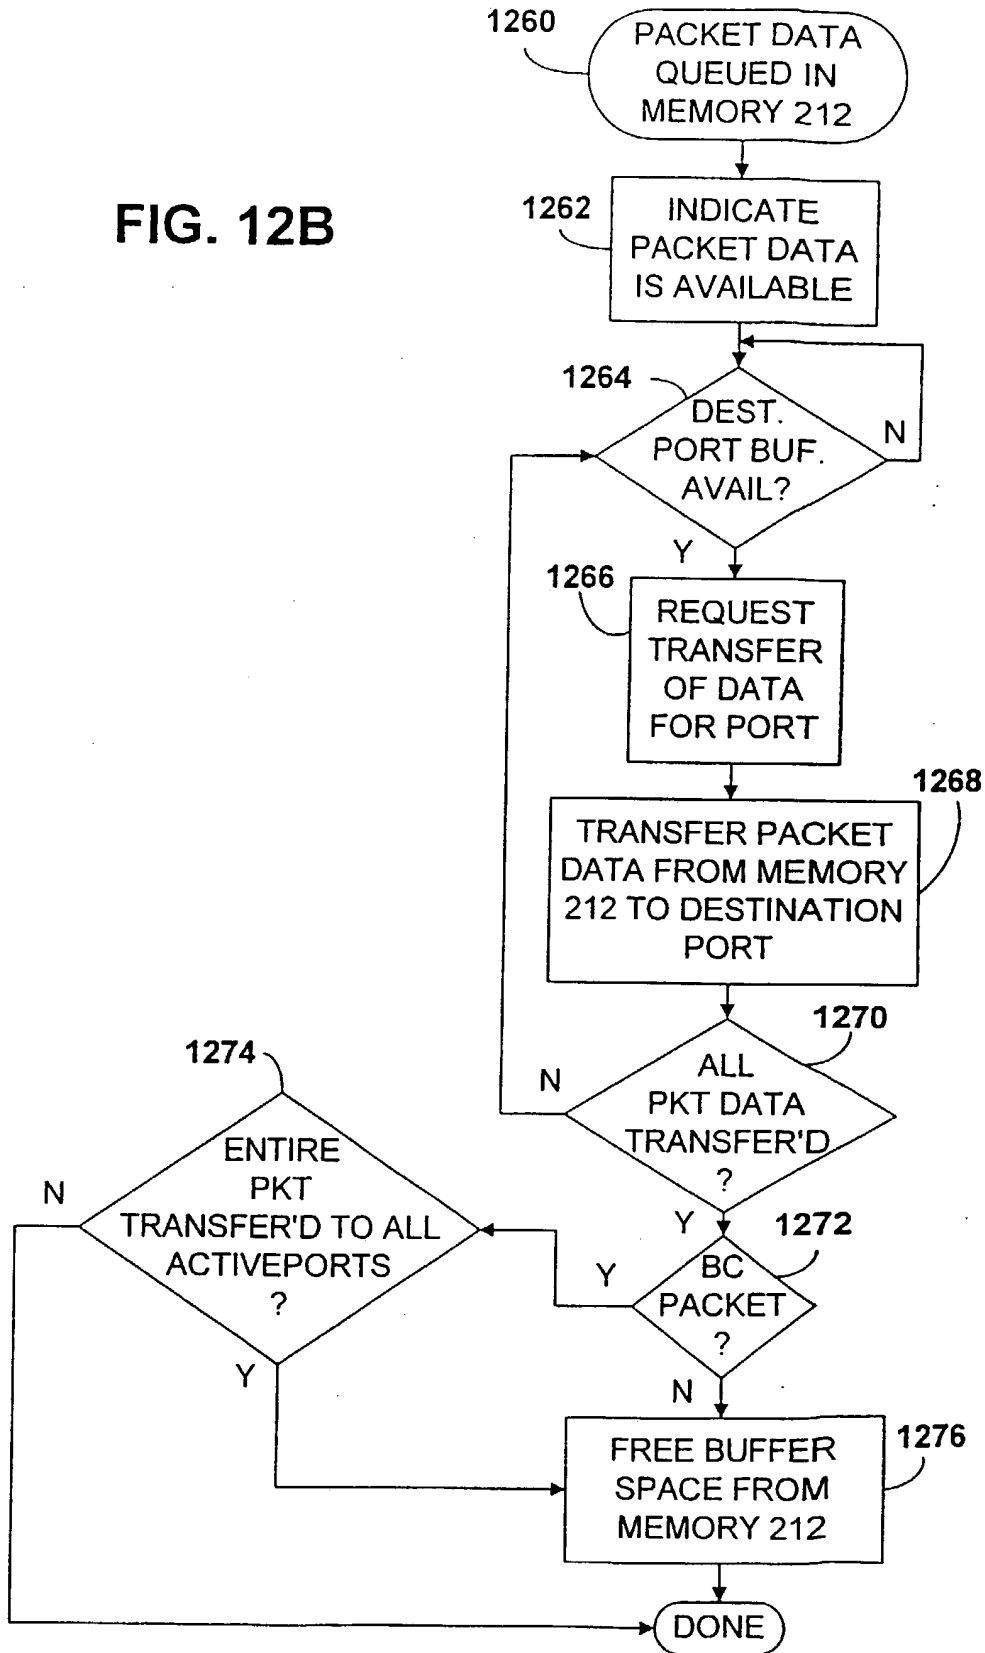 1260
PACKET DATA
QUEUED IN
MEMORY 212
FIG. 12B
1262
INDICATE
PACKET DATA
IS AVAILABLE
1264
DEST.
PORT BUF.
AVAIL?
N
Y
1266
REQUEST
TRANSFER
OF DATA
FOR PORT
1268
TRANSFER PACKET
DATA FROM MEMORY
212 TO DESTINATION
PORT
1270
ALL
PKT DATA
TRANSFER'D
?
N
Y
1272
BC
PACKET
?
Y
N
1274
ENTIRE
PKT
TRANSFER'D TO ALL
ACTIVEPORTS
?
N
Y
1276
FREE BUFFER
SPACE FROM
MEMORY 212
DONE